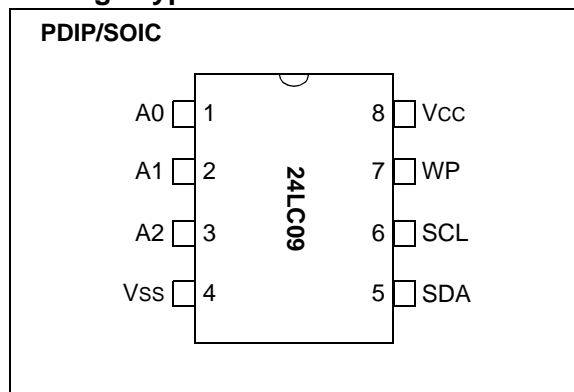 PDIP/SOIC
A0 1 8 VCC
A1 2 24LC09 7 WP
A2 3 6 SCL
VSS 4 5 SDA